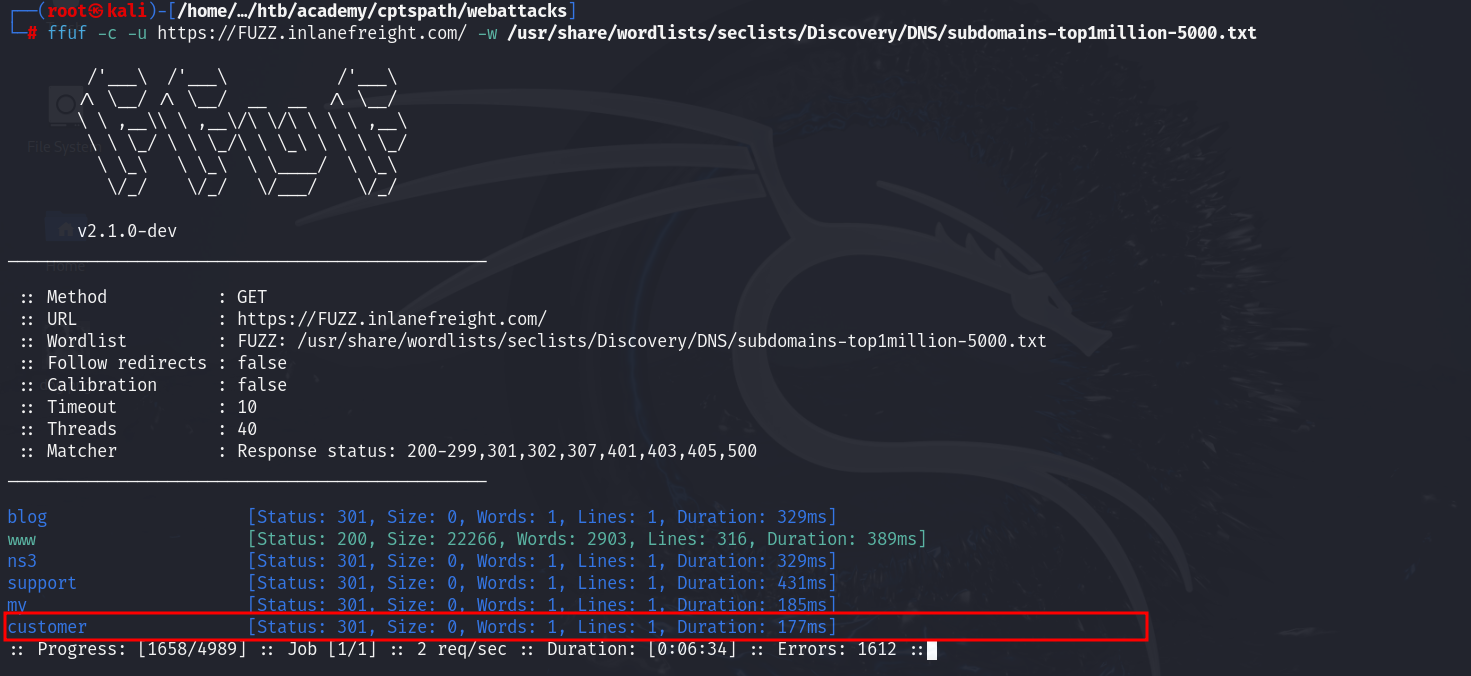 ┌──(root㉿kali)-[/home/…/htb/academy/cptspath/webattacks]
└─# ffuf -c -u https://FUZZ.inlanefreight.com/ -w /usr/share/wordlists/seclists/Discovery/DNS/subdomains-top1million-5000.txt
File System
v2.1.0-dev
Home
:: Method : GET
:: URL : https://FUZZ.inlanefreight.com/
:: Wordlist : FUZZ: /usr/share/wordlists/seclists/Discovery/DNS/subdomains-top1million-5000.txt
:: Follow redirects : false
:: Calibration : false
:: Timeout : 10
:: Threads : 40
:: Matcher : Response status: 200-299,301,302,307,401,403,405,500
blog [Status: 301, Size: 0, Words: 1, Lines: 1, Duration: 329ms]
www [Status: 200, Size: 22266, Words: 2903, Lines: 316, Duration: 389ms]
ns3 [Status: 301, Size: 0, Words: 1, Lines: 1, Duration: 329ms]
support [Status: 301, Size: 0, Words: 1, Lines: 1, Duration: 431ms]
my [Status: 301, Size: 0, Words: 1, Lines: 1, Duration: 185ms]
customer [Status: 301, Size: 0, Words: 1, Lines: 1, Duration: 177ms]
:: Progress: [1658/4989] :: Job [1/1] :: 2 req/sec :: Duration: [0:06:34] :: Errors: 1612 ::